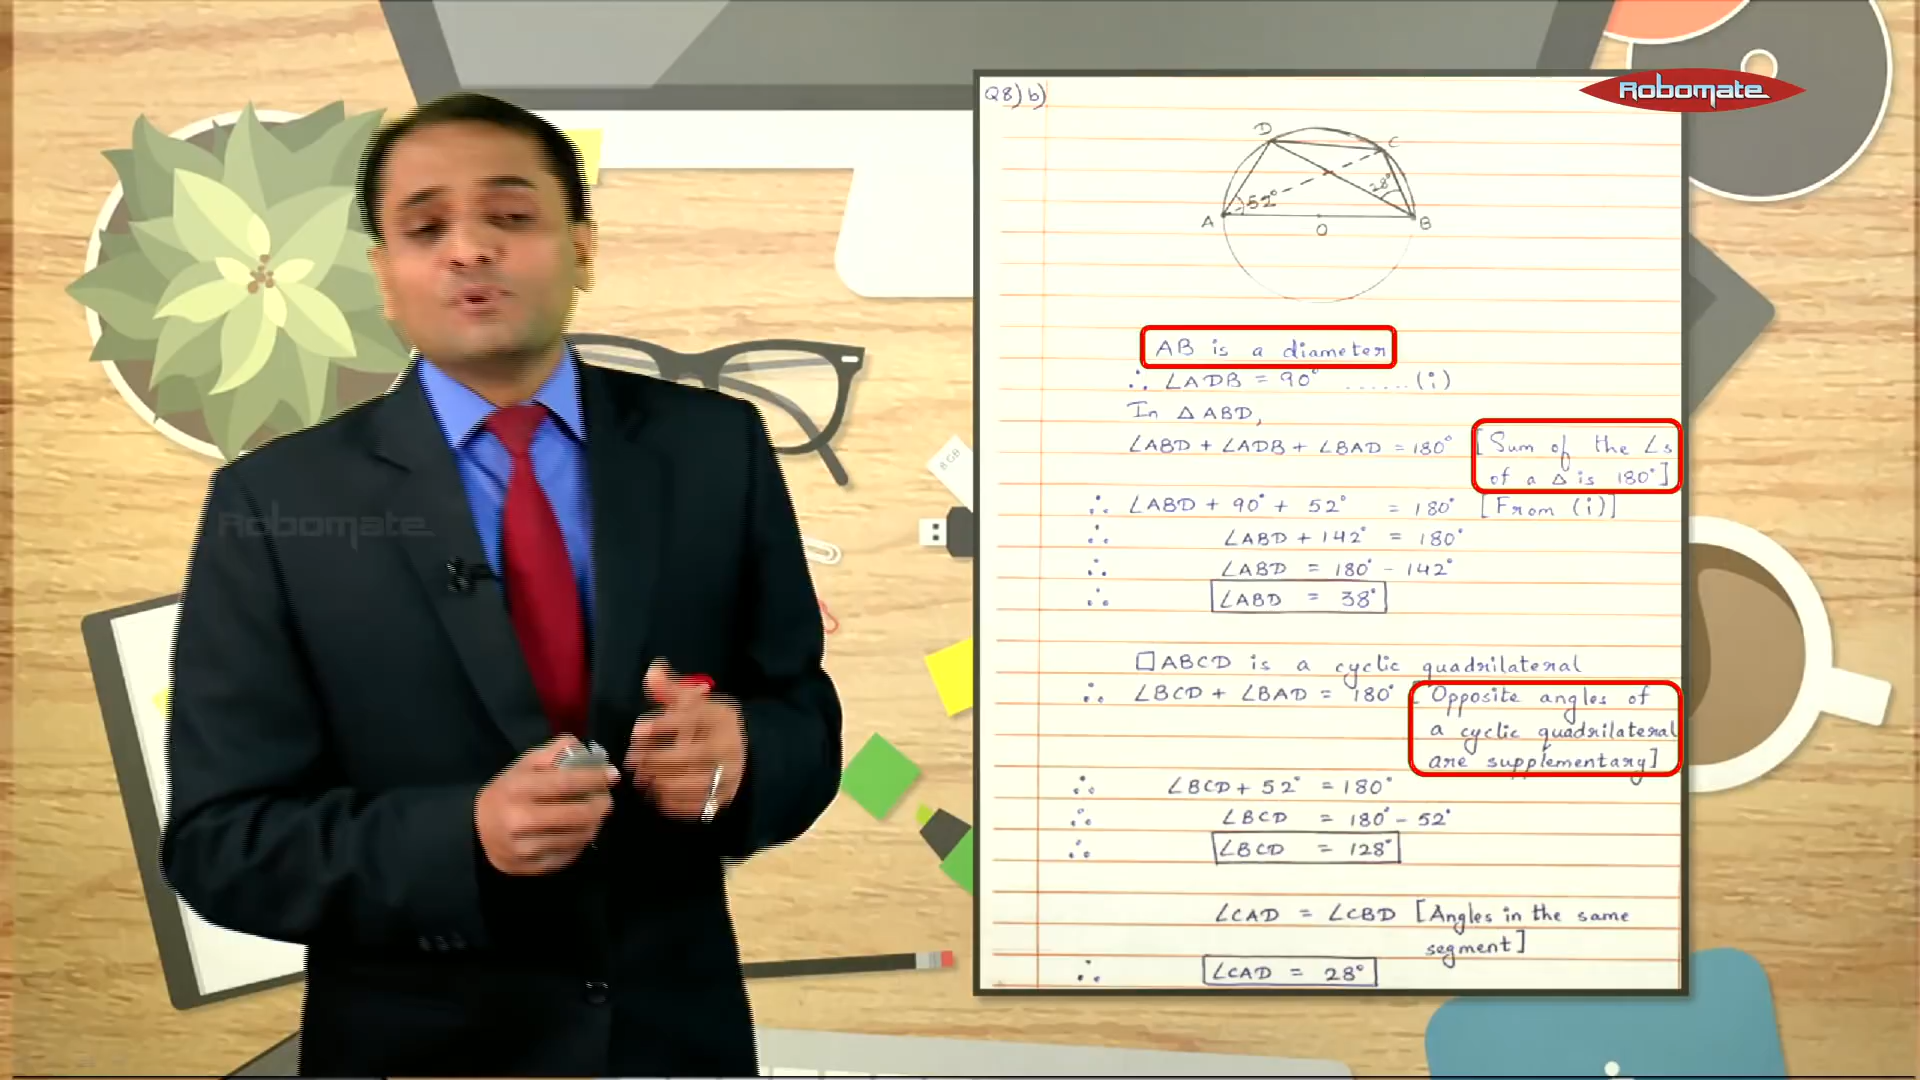 Robomate
Q8) b)
D
C
28°
52°
A
B
O
AB is a diameter
∴ ∠ADB = 90° ......(i)
In △ ABD,
∠ABD + ∠ADB + ∠BAD = 180° [Sum of the ∠s
of a △ is 180°]
∴ ∠ABD + 90° + 52° = 180° [From (i)]
∴ ∠ABD + 142° = 180°
∴ ∠ABD = 180° - 142°
∴ ∠ABD = 38°
□ABCD is a cyclic quadrilateral
∴ ∠BCD + ∠BAD = 180° [Opposite angles of
a cyclic quadrilateral
are supplementary]
∴ ∠BCD + 52° = 180°
∴ ∠BCD = 180° - 52°
∴ ∠BCD = 128°
∠CAD = ∠CBD [Angles in the same
segment]
∴ ∠CAD = 28°
Robomate
8 GB